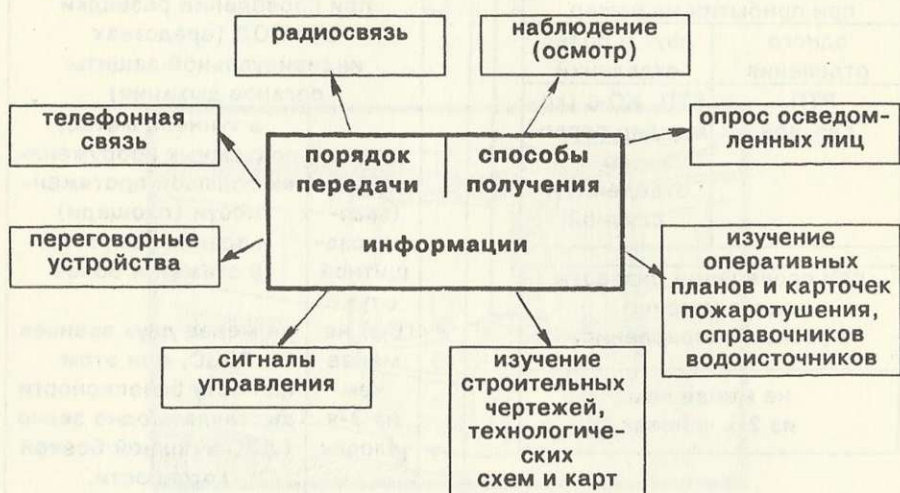 радиосвязь
наблюдение
(осмотр)
телефонная
связь
опрос осведом-
ленных лиц
порядок способы
передачи получения
информации
переговорные
устройства
изучение
оперативных
планов и карточек
пожаротушения,
справочников
водоисточников
сигналы
управления
изучение
строительных
чертежей,
технологиче-
ских
схем и карт